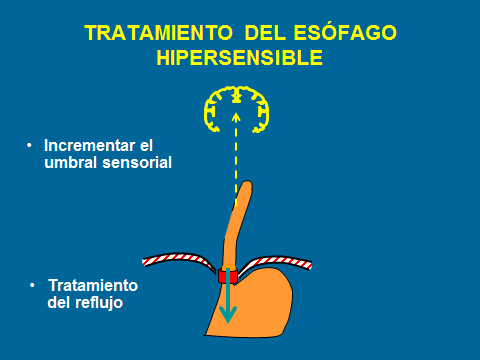 TRATAMIENTO DEL ESÓFAGO
HIPERSENSIBLE
• Incrementar el
umbral sensorial
• Tratamiento
del reflujo